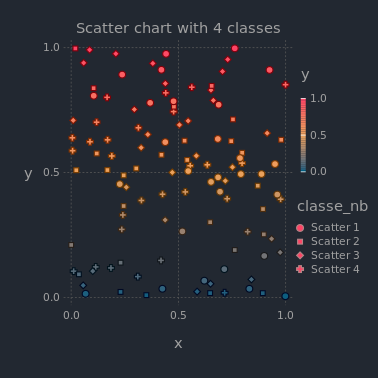 Scatter chart with 4 classes
1.0
0.5
0.0
y
0.0
0.5
1.0
x
y
1.0
0.5
0.0
classe_nb
Scatter 1
Scatter 2
Scatter 3
Scatter 4